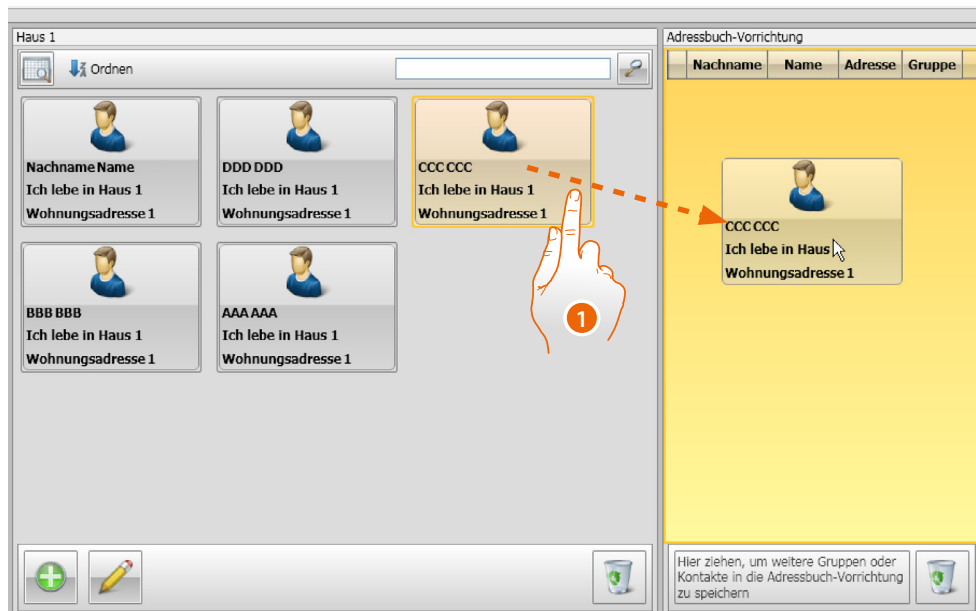 Haus 1
Ordnen
Nachname Name
Ich lebe in Haus 1
Wohnungsadresse 1
DDD DDD
Ich lebe in Haus 1
Wohnungsadresse 1
CCC CCC
Ich lebe in Haus 1
Wohnungsadresse 1
BBB BBB
Ich lebe in Haus 1
Wohnungsadresse 1
AAA AAA
Ich lebe in Haus 1
Wohnungsadresse 1
1
Adressbuch-Vorrichtung
Nachname Name Adresse Gruppe
CCC CCC
Ich lebe in Haus
Wohnungsadresse 1
Hier ziehen, um weitere Gruppen oder
Kontakte in die Adressbuch-Vorrichtung
zu speichern